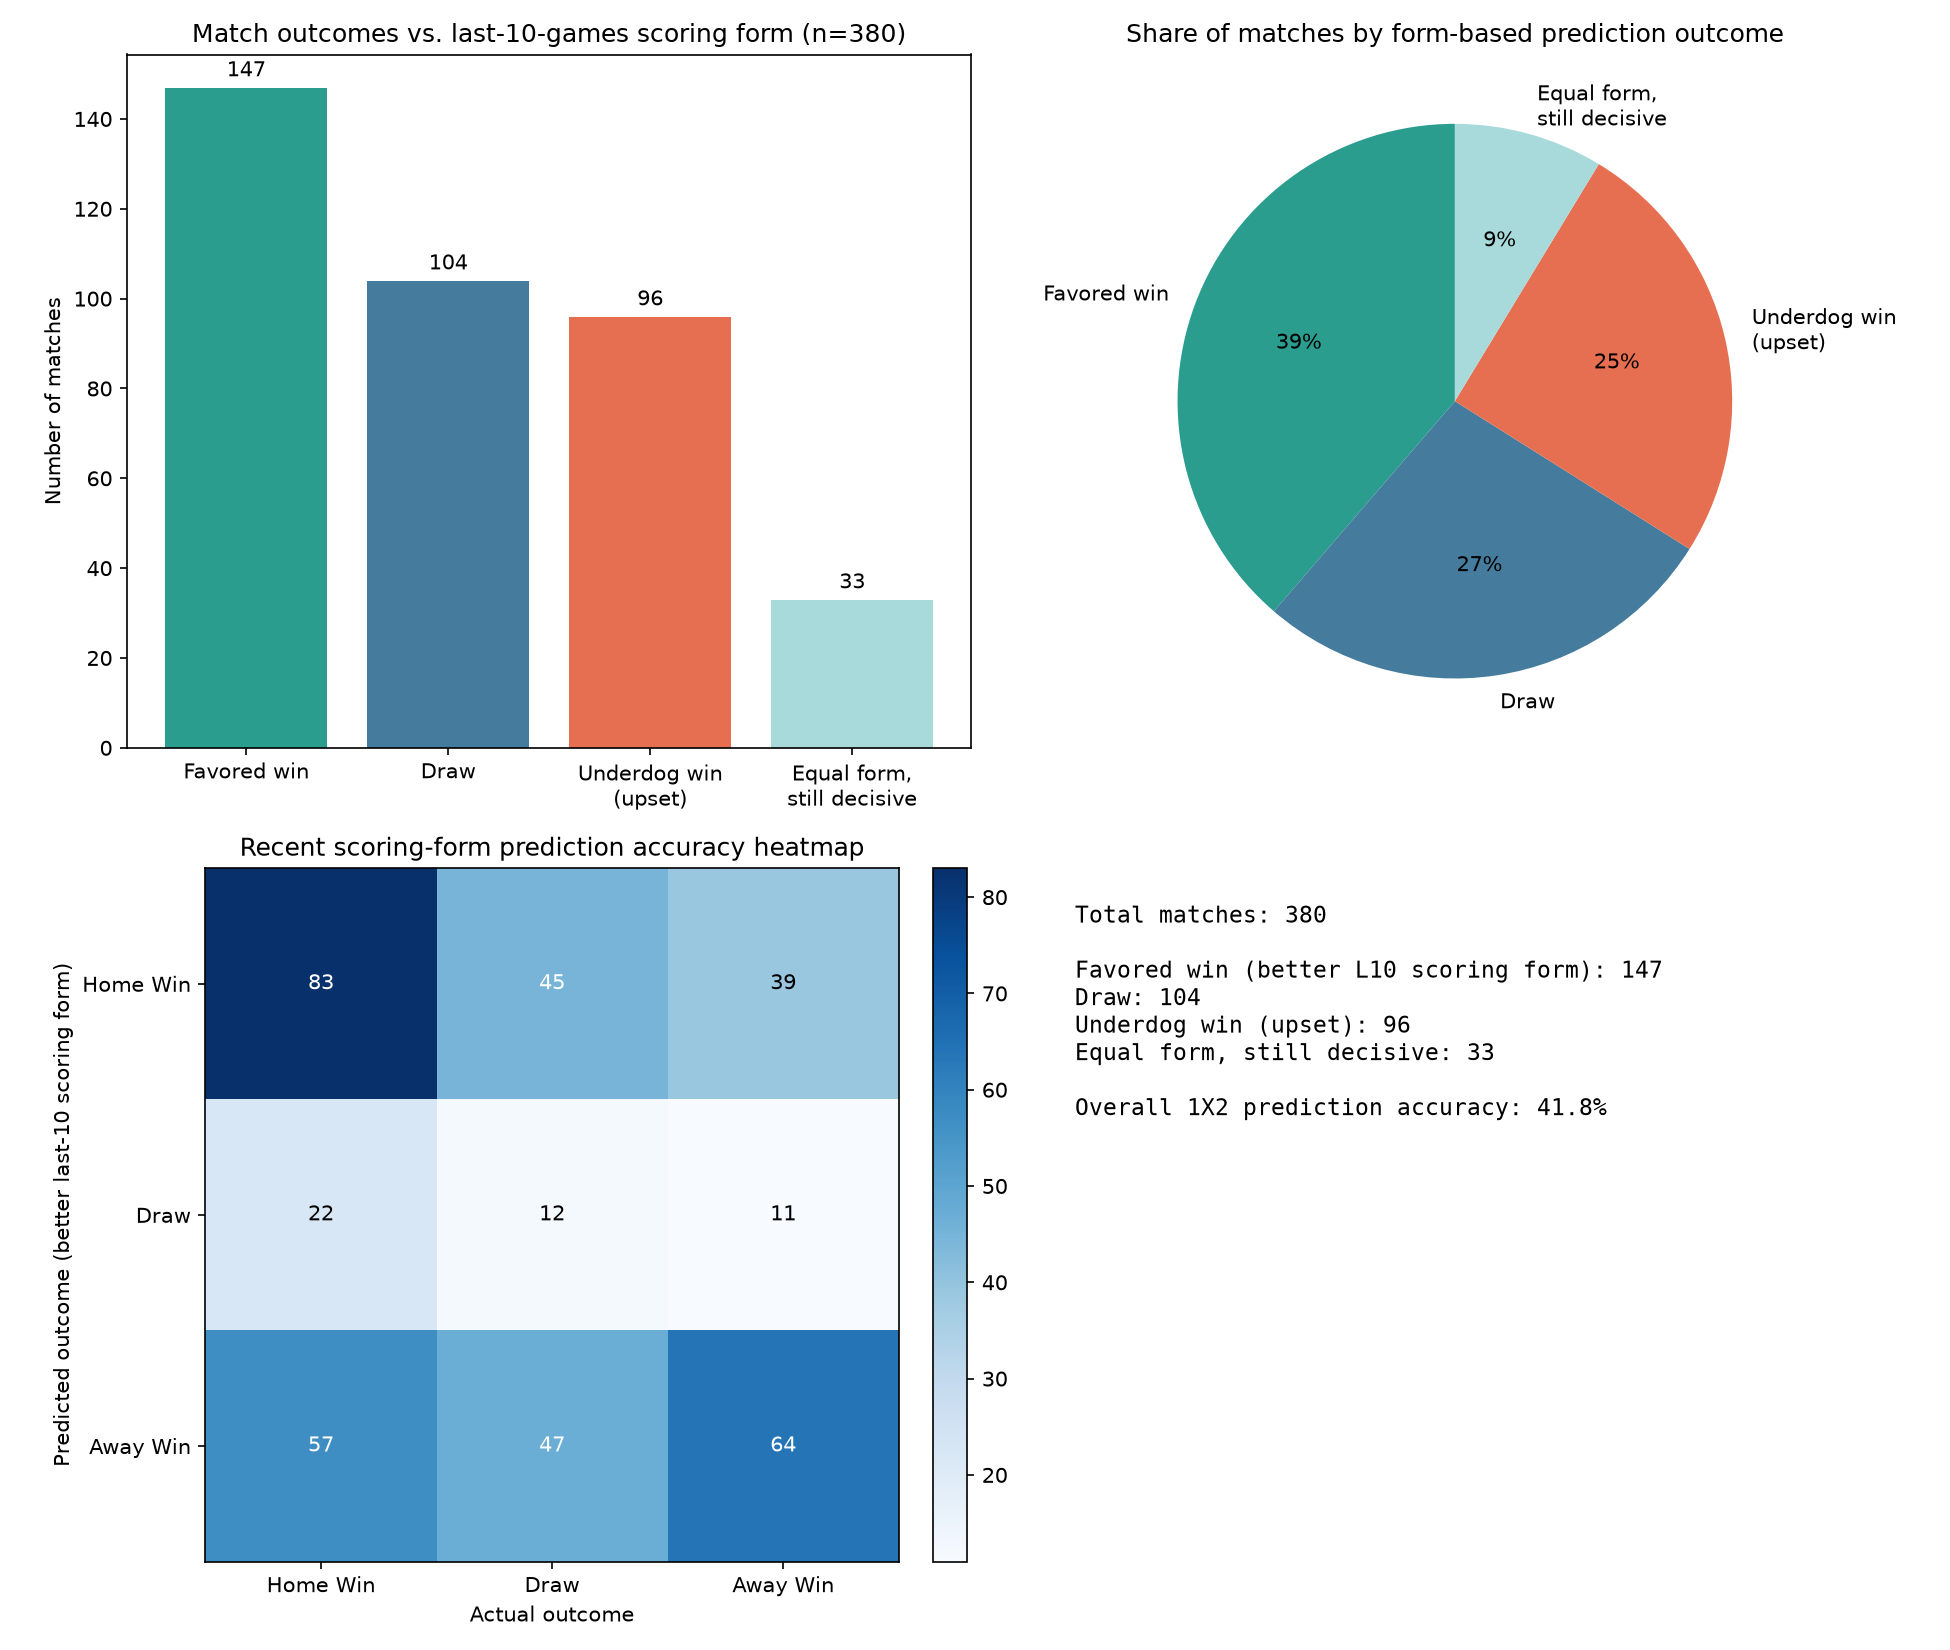 Match outcomes vs. last-10-games scoring form (n=380)
147
104
96
33
140
120
100
80
60
40
20
0
Number of matches
Favored win
Draw
Underdog win
(upset)
Equal form,
still decisive
Share of matches by form-based prediction outcome
Equal form,
still decisive
9%
Favored win
39%
Underdog win
(upset)
25%
27%
Draw
Recent scoring-form prediction accuracy heatmap
Predicted outcome (better last-10 scoring form)
Home Win
83
45
39
Draw
22
12
11
Away Win
57
47
64
Home Win
Draw
Away Win
Actual outcome
80
70
60
50
40
30
20
Total matches: 380
Favored win (better L10 scoring form): 147
Draw: 104
Underdog win (upset): 96
Equal form, still decisive: 33
Overall 1X2 prediction accuracy: 41.8%